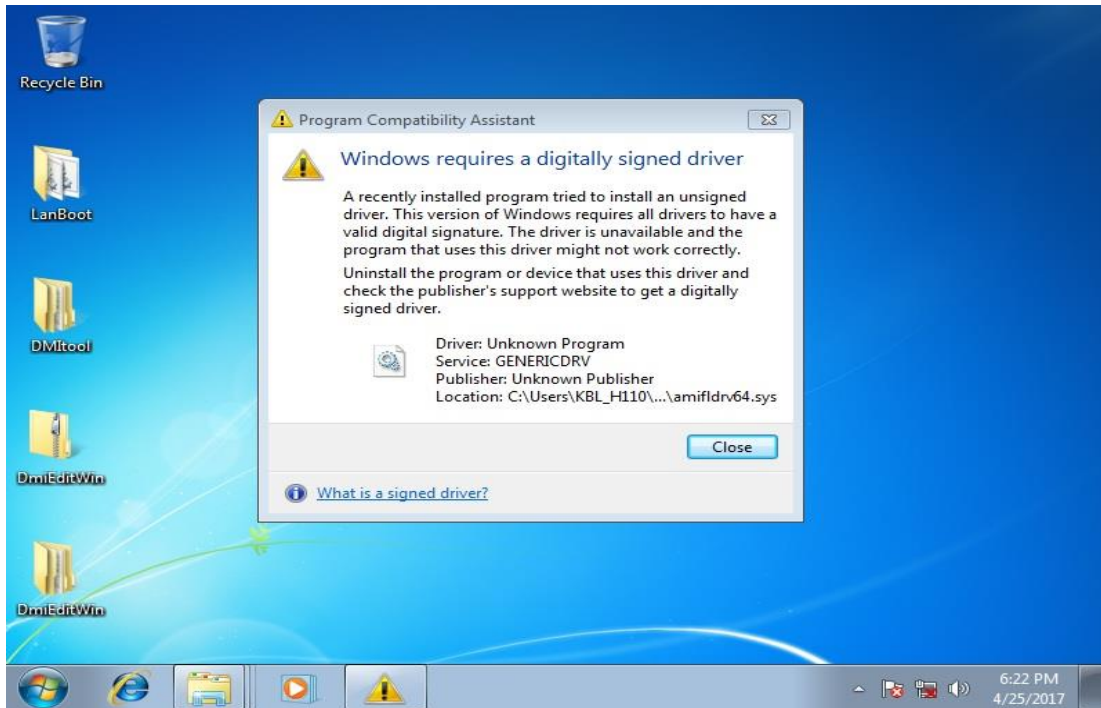 Recycle Bin
LanBoot
DMItool
DmiEditWin
DmiEditWin
Program Compatibility Assistant
Windows requires a digitally signed driver
A recently installed program tried to install an unsigned
driver. This version of Windows requires all drivers to have a
valid digital signature. The driver is unavailable and the
program that uses this driver might not work correctly.
Uninstall the program or device that uses this driver and
check the publisher's support website to get a digitally
signed driver.
Driver: Unknown Program
Service: GENERICDRV
Publisher: Unknown Publisher
Location: C:\Users\KBL_H110\...\amifldrv64.sys
Close
What is a signed driver?
6:22 PM
4/25/2017